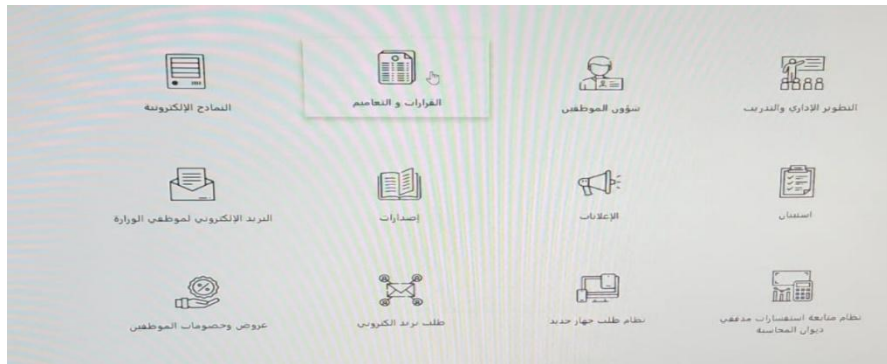 التطوير الإداري والتدريب
شؤون الموظفين
القرارات و التعاميم
النماذج الإلكترونية
استبيان
الإعلانات
إصدارات
البريد الإلكتروني لموظفي الوزارة
نظام متابعة استفسارات مدققي
ديوان المحاسبة
نظام طلب جهاز جديد
طلب بريد الكتروني
عروض وخصومات الموظفين